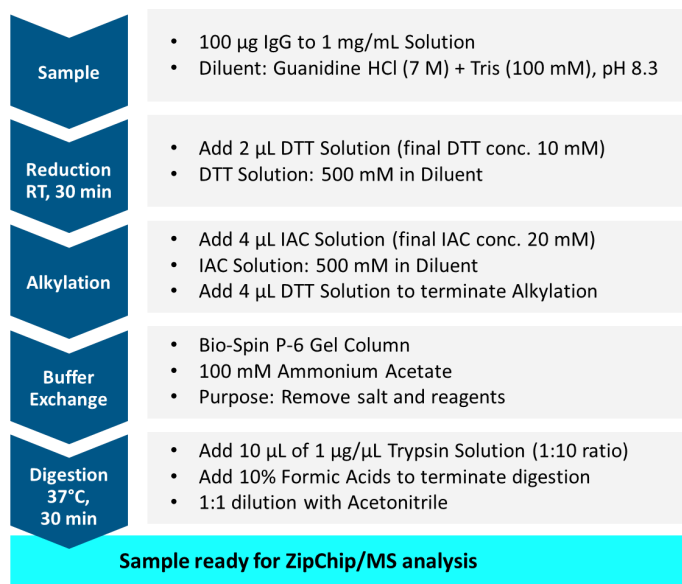 Sample
• 100 µg IgG to 1 mg/mL Solution
• Diluent: Guanidine HCl (7 M) + Tris (100 mM), pH 8.3
Reduction
RT, 30 min
• Add 2 µL DTT Solution (final DTT conc. 10 mM)
• DTT Solution: 500 mM in Diluent
Alkylation
• Add 4 µL IAC Solution (final IAC conc. 20 mM)
• IAC Solution: 500 mM in Diluent
• Add 4 µL DTT Solution to terminate Alkylation
Buffer
Exchange
• Bio-Spin P-6 Gel Column
• 100 mM Ammonium Acetate
• Purpose: Remove salt and reagents
Digestion
37°C,
30 min
• Add 10 µL of 1 µg/µL Trypsin Solution (1:10 ratio)
• Add 10% Formic Acids to terminate digestion
• 1:1 dilution with Acetonitrile
Sample ready for ZipChip/MS analysis